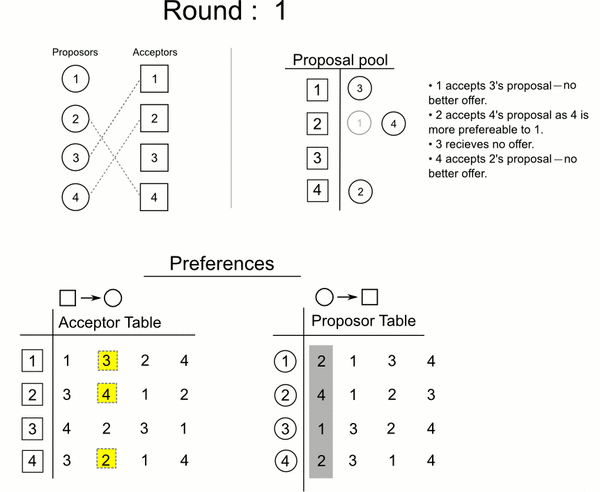 Round : 1
Proposors Acceptors
1 1
2 2
3 3
4 4
Proposal pool
1 3
2 1 4
3
4 2
• 1 accepts 3's proposal—no
better offer.
• 2 accepts 4's proposal as 4 is
more prefereable to 1.
• 3 recieves no offer.
• 4 accepts 2's proposal—no
better offer.
Preferences
Acceptor Table
1 1 3 2 4
2 3 4 1 2
3 4 2 3 1
4 3 2 1 4
Proposor Table
1 2 1 3 4
2 4 1 2 3
3 1 3 2 4
4 2 3 1 4